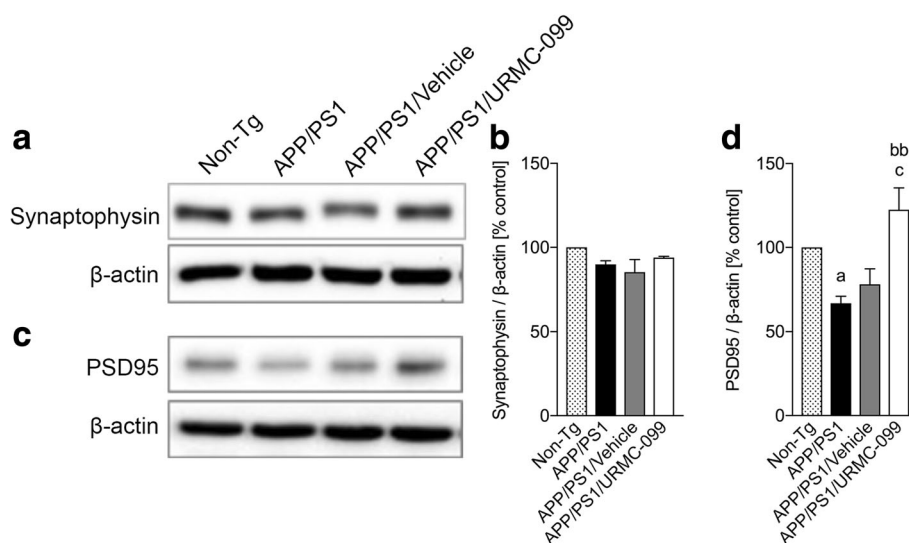 a
Non-Tg
APP/PS1
APP/PS1/Vehicle
APP/PS1/URMC-099
Synaptophysin
β-actin
c
PSD95
β-actin
b
Synaptophysin / β-actin [% control]
150
100
50
0
Non-Tg
APP/PS1
APP/PS1/Vehicle
APP/PS1/URMC-099
d
PSD95 / β-actin [% control]
150
100
50
0
a
bb
c
Non-Tg
APP/PS1
APP/PS1/Vehicle
APP/PS1/URMC-099